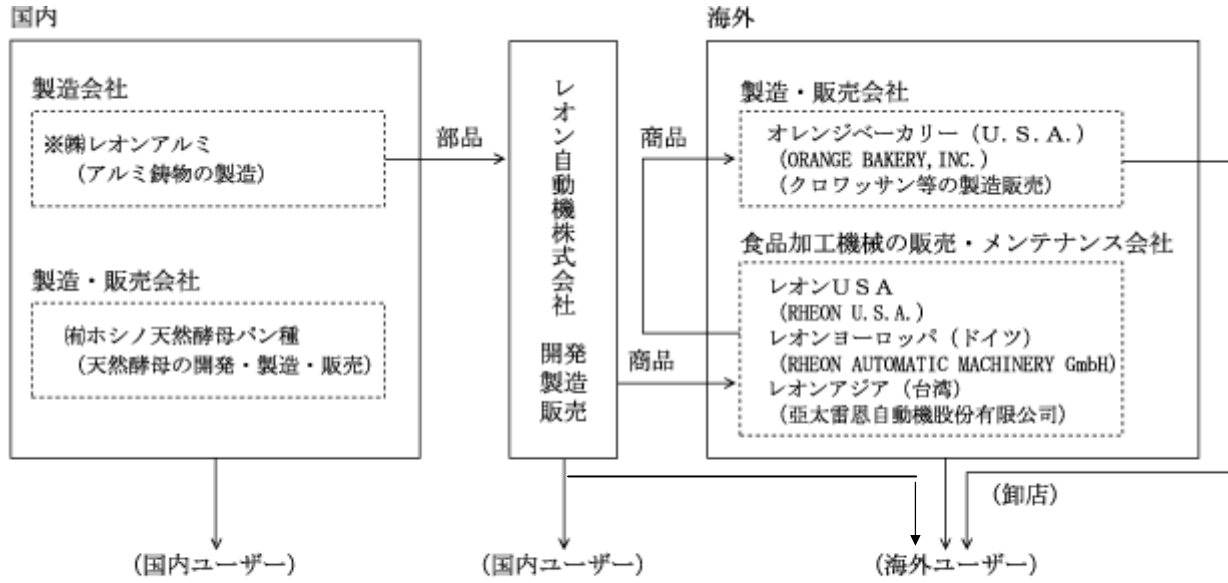 国内
製造会社
※㈱レオンアルミ
(アルミ鋳物の製造)
製造・販売会社
㈲ホシノ天然酵母パン種
(天然酵母の開発・製造・販売)
部品
レオン自動機株式会社
開発
製造
販売
商品
商品
海外
製造・販売会社
オレンジベーカリー(U.S.A.)
(ORANGE BAKERY,INC.)
(クロワッサン等の製造販売)
食品加工機械の販売・メンテナンス会社
レオンUSA
(RHEON U.S.A.)
レオンヨーロッパ(ドイツ)
(RHEON AUTOMATIC MACHINERY GmbH)
レオンアジア(台湾)
(亞太雷恩自動機股份有限公司)
(卸店)
(国内ユーザー)
(国内ユーザー)
(海外ユーザー)